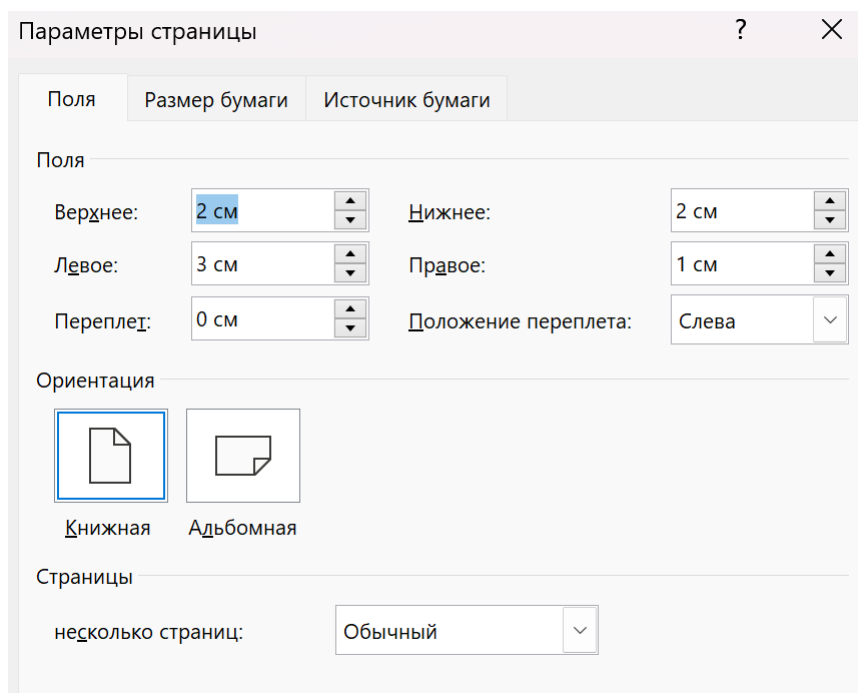 Параметры страницы ?
Поля Размер бумаги Источник бумаги
Поля
Верхнее: 2 см Нижнее: 2 см
Левое: 3 см Правое: 1 см
Переплет: 0 см Положение переплета: Слева
Ориентация
Книжная Альбомная
Страницы
несколько страниц: Обычный